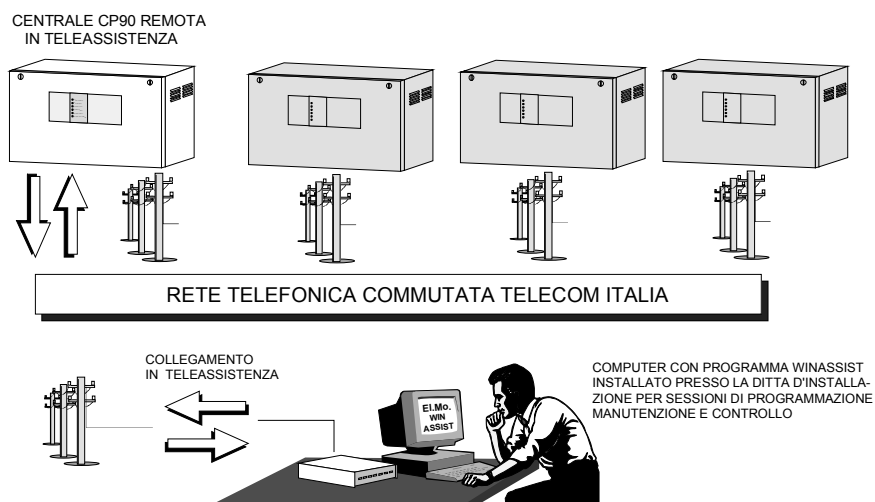 CENTRALE CP90 REMOTA
IN TELEASSISTENZA
RETE TELEFONICA COMMUTATA TELECOM ITALIA
COLLEGAMENTO
IN TELEASSISTENZA
El.Mo.
WIN
ASSIST
COMPUTER CON PROGRAMMA WINASSIST
INSTALLATO PRESSO LA DITTA D'INSTALLA-
ZIONE PER SESSIONI DI PROGRAMMAZIONE
MANUTENZIONE E CONTROLLO